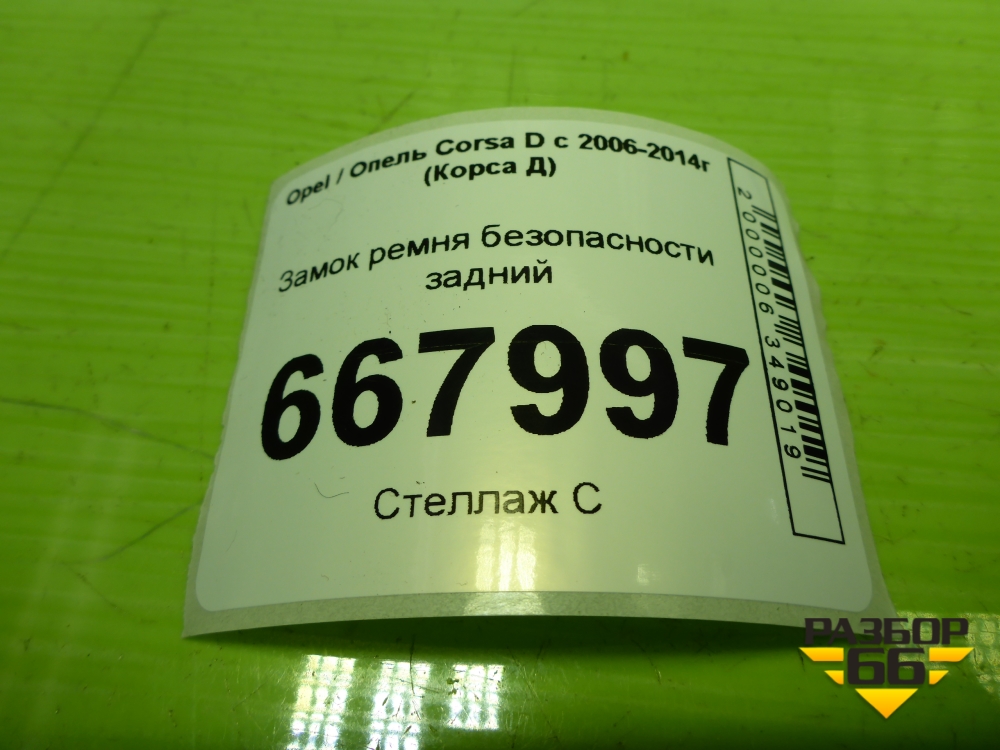 Opel / Опель Corsa D с 2006-2014г
(Корса Д)
Замок ремня безопасности
задний
667997
Стеллаж С
2000006349019
РАЗБОР
66